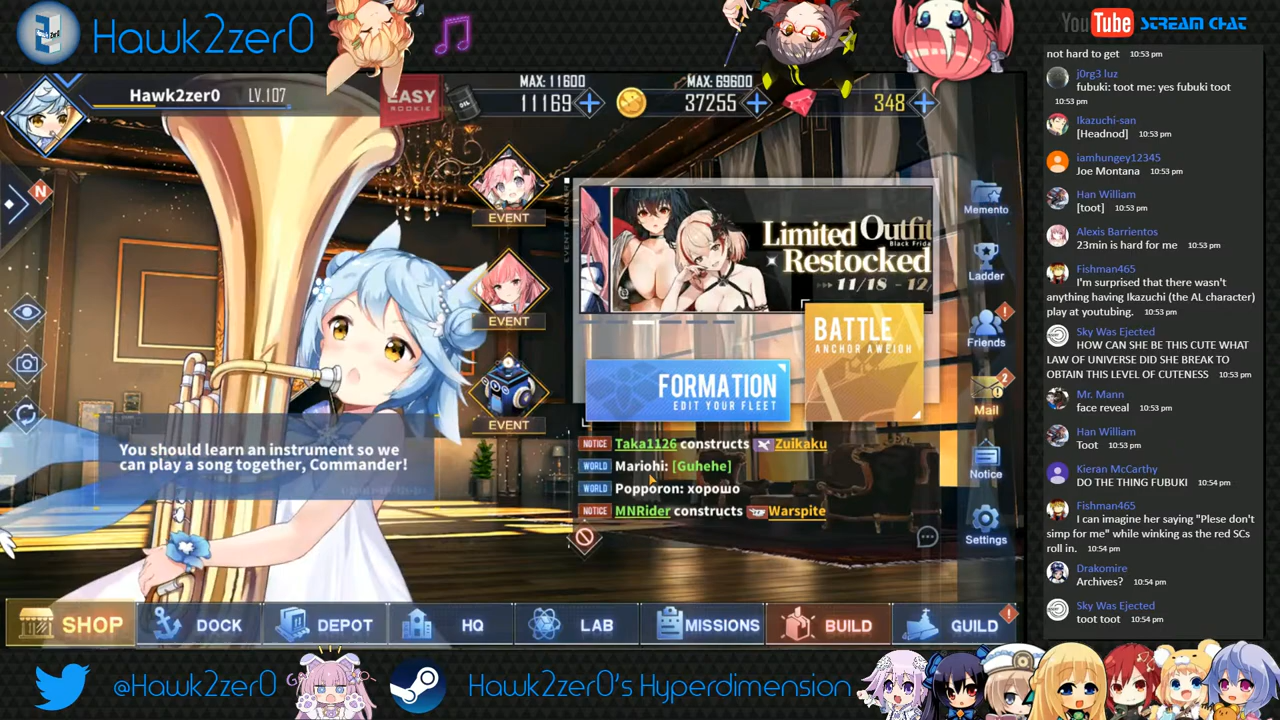 Hawk2zer0
You Tube STREAM CHAT
Hawk2zer0 LV.107
EASY
ROOKIE
OIL
MAX: 11600
11169
37255
MAX: 69600
348
N
EVENT
EVENT
EVENT
EVENT BANNER
Limited Outfit
Black Frida
Restocked
11/18 - 12/
BATTLE
ANCHOR AWEIGH
FORMATION
EDIT YOUR FLEET
Memento
Ladder
Friends
2
Mail
Notice
Settings
You should learn an instrument so we
can play a song together, Commander!
NOTICE Taka1126 constructs Zuikaku
WORLD Mariohi: [Guhehe]
WORLD Popporon: хорошо
NOTICE MNRider constructs Warspite
SHOP
DOCK
DEPOT
HQ
LAB
MISSIONS
BUILD
GUILD
@Hawk2zer0
Hawk2zer0's Hyperdimension
not hard to get 10:53 pm
j0rg3 luz
fubuki: toot me: yes fubuki toot
10:53 pm
Ikazuchi-san
[Headnod] 10:53 pm
iamhungey12345
Joe Montana 10:53 pm
Han William
[toot] 10:53 pm
Alexis Barrientos
23min is hard for me 10:53 pm
Fishman465
I'm surprised that there wasn't
anything having Ikazuchi (the AL character)
play at youtubing. 10:53 pm
Sky Was Ejected
HOW CAN SHE BE THIS CUTE WHAT
LAW OF UNIVERSE DID SHE BREAK TO
OBTAIN THIS LEVEL OF CUTENESS 10:53 pm
Mr. Mann
face reveal 10:53 pm
Han William
Toot 10:53 pm
Kieran McCarthy
DO THE THING FUBUKI 10:54 pm
Fishman465
I can imagine her saying "Plese don't
simp for me" while winking as the red SCs
roll in. 10:54 pm
Drakomire
Archives? 10:54 pm
Sky Was Ejected
toot toot 10:54 pm